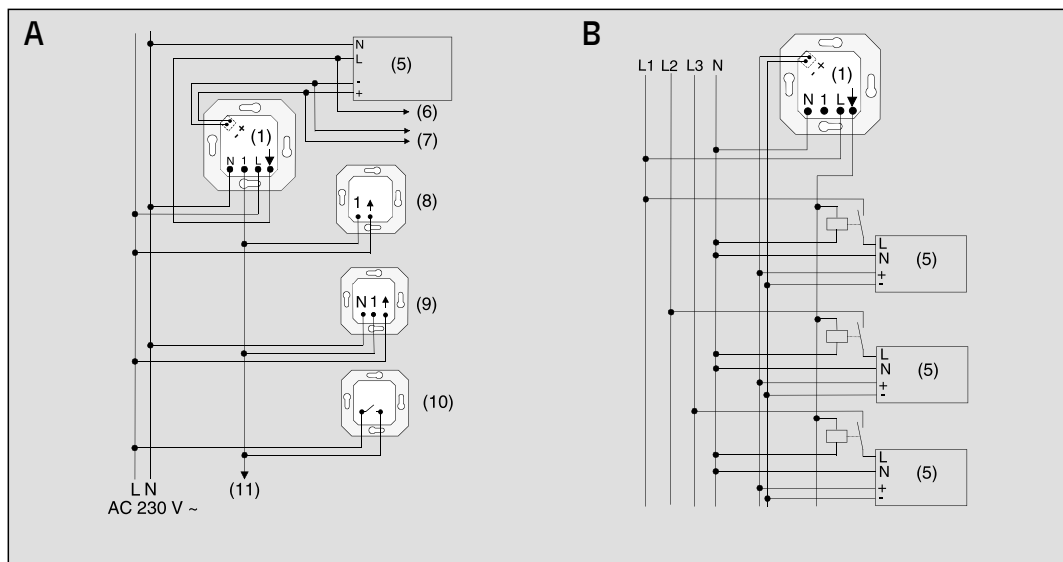 A
N
L
-
+
(5)
(6)
(7)
+
-
(1)
N 1 L
1
(8)
N 1
(9)
(10)
L N
(11)
AC 230 V ~
B
L1 L2 L3 N
+
-
(1)
N 1 L
L
N
+
-
(5)
L
N
+
-
(5)
L
N
+
-
(5)